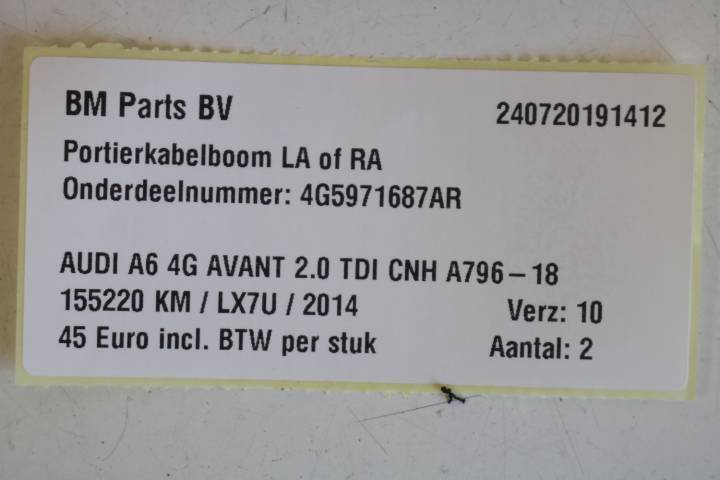 BM Parts BV 240720191412
Portierkabelboom LA of RA
Onderdeelnummer: 4G5971687AR
AUDI A6 4G AVANT 2.0 TDI CNH A796-18
155220 KM / LX7U / 2014 Verz: 10
45 Euro incl. BTW per stuk Aantal: 2